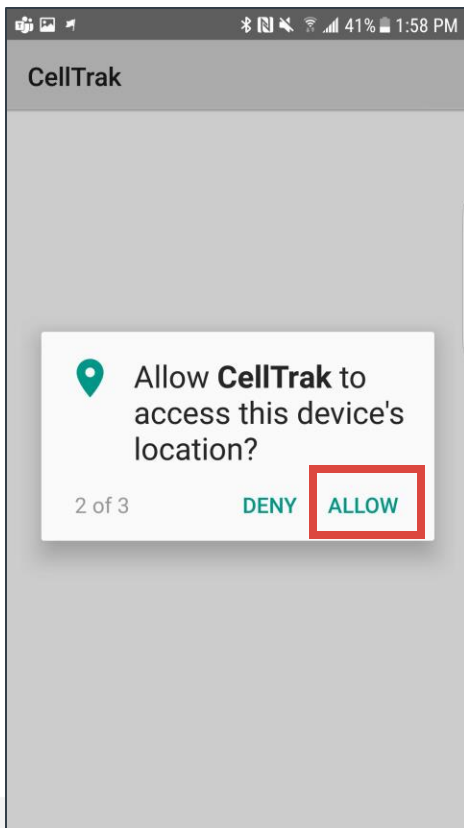 41% 1:58 PM
CellTrak
Allow CellTrak to
access this device's
location?
2 of 3 DENY ALLOW